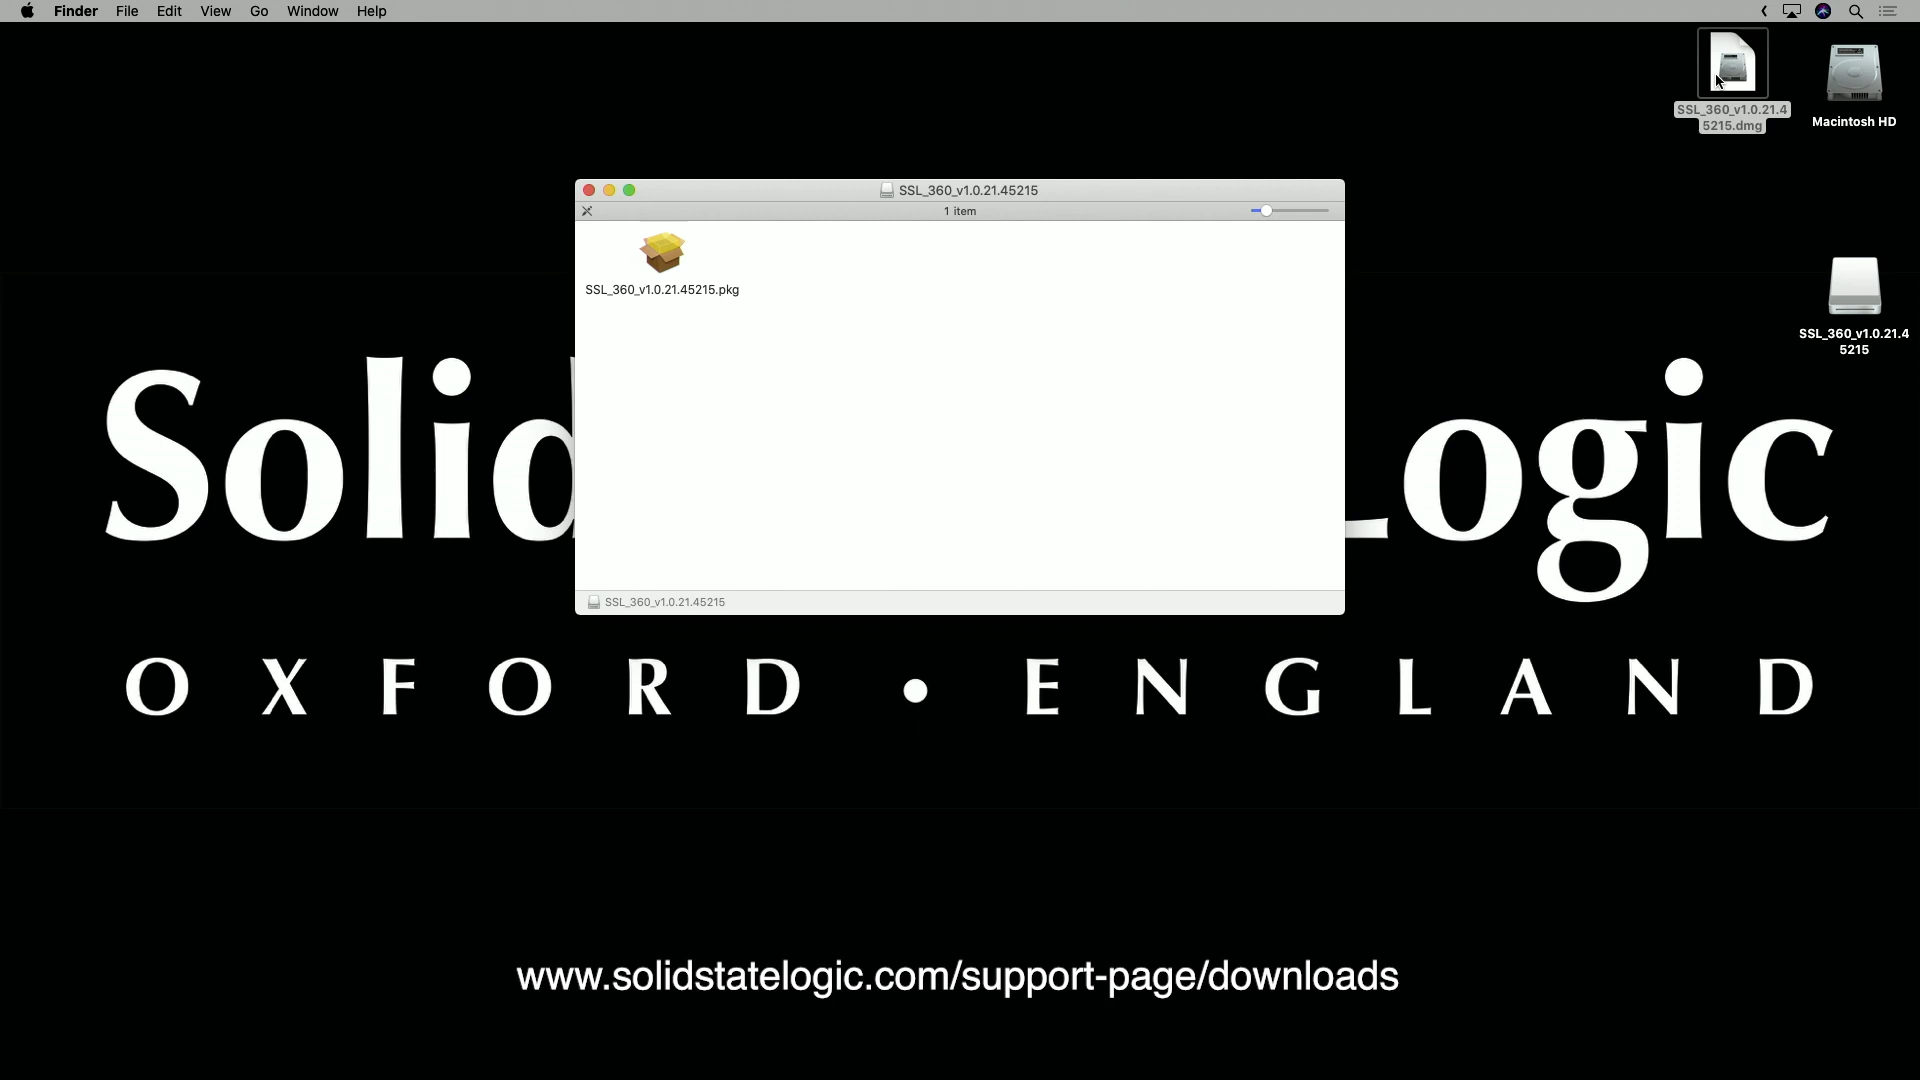 Finder File Edit View Go Window Help
SSL_360_v1.0.21.4
5215.dmg
Macintosh HD
SSL_360_v1.0.21.45215
1 item
SSL_360_v1.0.21.45215.pkg
SSL_360_v1.0.21.4
5215
Solid Logic
SSL_360_v1.0.21.45215
OXFORD • ENGLAND
www.solidstatelogic.com/support-page/downloads